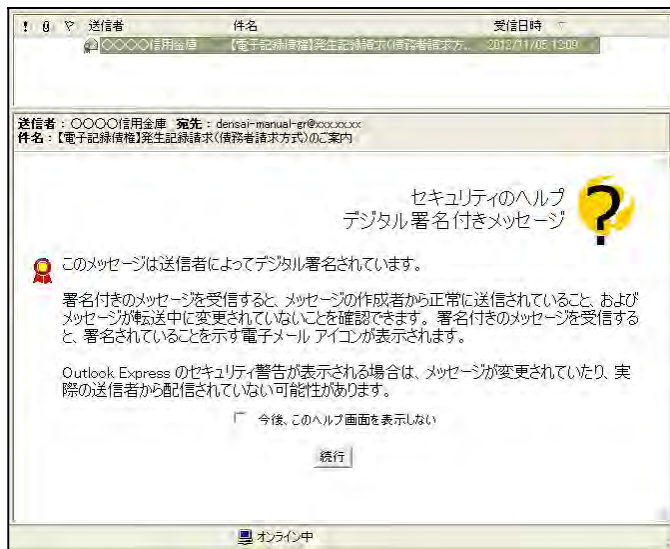 ! 送信者 件名 受信日時
〇〇〇〇信用金庫 【電子記録債権】発生記録請求(債務者請求方... 2012/11/05 12:09
送信者：〇〇〇〇信用金庫 宛先：densai-manual-gr@xxx.xx.xx
件名：【電子記録債権】発生記録請求(債務者請求方式)のご案内
セキュリティのヘルプ
デジタル署名付きメッセージ
?
このメッセージは送信者によってデジタル署名されています。
署名付きのメッセージを受信すると、メッセージの作成者から正常に送信されていること、および
メッセージが転送中に変更されていないことを確認できます。署名付きのメッセージを受信する
と、署名されていることを示す電子メール アイコンが表示されます。
Outlook Express のセキュリティ警告が表示される場合は、メッセージが変更されていたり、実
際の送信者から配信されていない可能性があります。
今後、このヘルプ画面を表示しない
続行
オンライン中